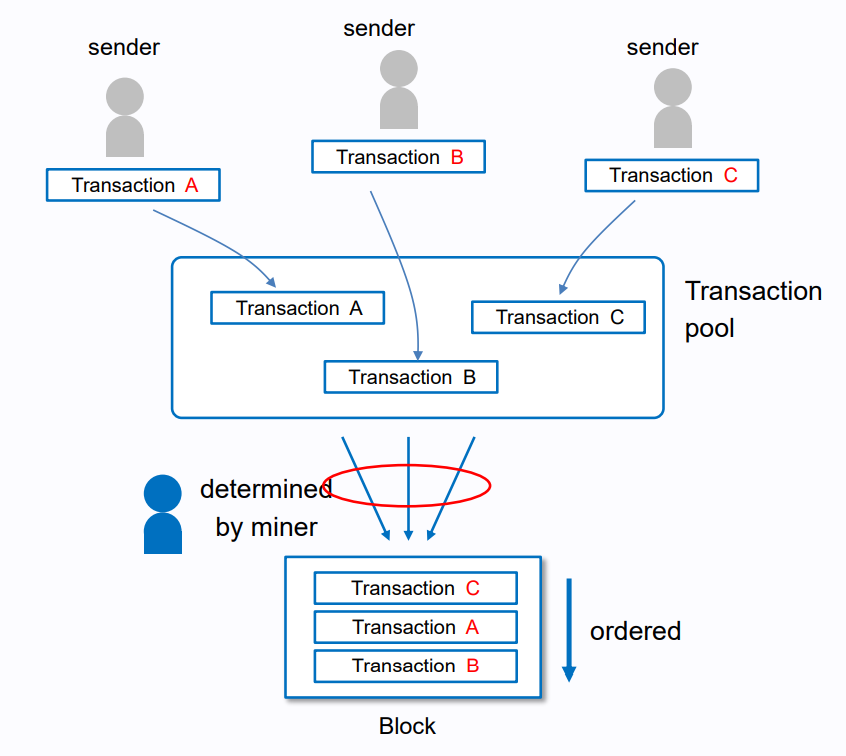 sender
sender
sender
Transaction A
Transaction B
Transaction C
Transaction A
Transaction C
Transaction B
Transaction
pool
determined
by miner
Transaction C
Transaction A
Transaction B
ordered
Block